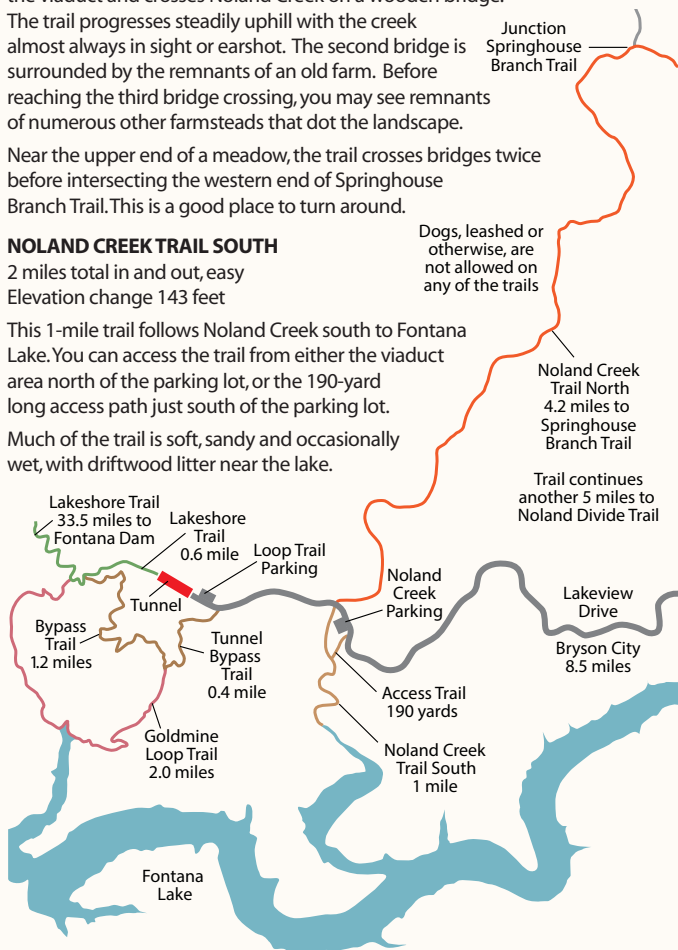 the viaduct and crosses Noland Creek on a wooden bridge.
The trail progresses steadily uphill with the creek
almost always in sight or earshot. The second bridge is
surrounded by the remnants of an old farm. Before
reaching the third bridge crossing, you may see remnants
of numerous other farmsteads that dot the landscape.
Near the upper end of a meadow, the trail crosses bridges twice
before intersecting the western end of Springhouse
Branch Trail. This is a good place to turn around.
NOLAND CREEK TRAIL SOUTH
2 miles total in and out, easy
Elevation change 143 feet
This 1-mile trail follows Noland Creek south to Fontana
Lake. You can access the trail from either the viaduct
area north of the parking lot, or the 190-yard
long access path just south of the parking lot.
Much of the trail is soft, sandy and occasionally
wet, with driftwood litter near the lake.
Junction
Springhouse
Branch Trail
Dogs, leashed or
otherwise, are
not allowed on
any of the trails
Noland Creek
Trail North
4.2 miles to
Springhouse
Branch Trail
Trail continues
another 5 miles to
Noland Divide Trail
Lakeshore Trail
33.5 miles to
Fontana Dam
Lakeshore
Trail
0.6 mile
Loop Trail
Parking
Tunnel
Noland
Creek
Parking
Lakeview
Drive
Bryson City
8.5 miles
Bypass
Trail
1.2 miles
Tunnel
Bypass
Trail
0.4 mile
Access Trail
190 yards
Goldmine
Loop Trail
2.0 miles
Noland Creek
Trail South
1 mile
Fontana
Lake